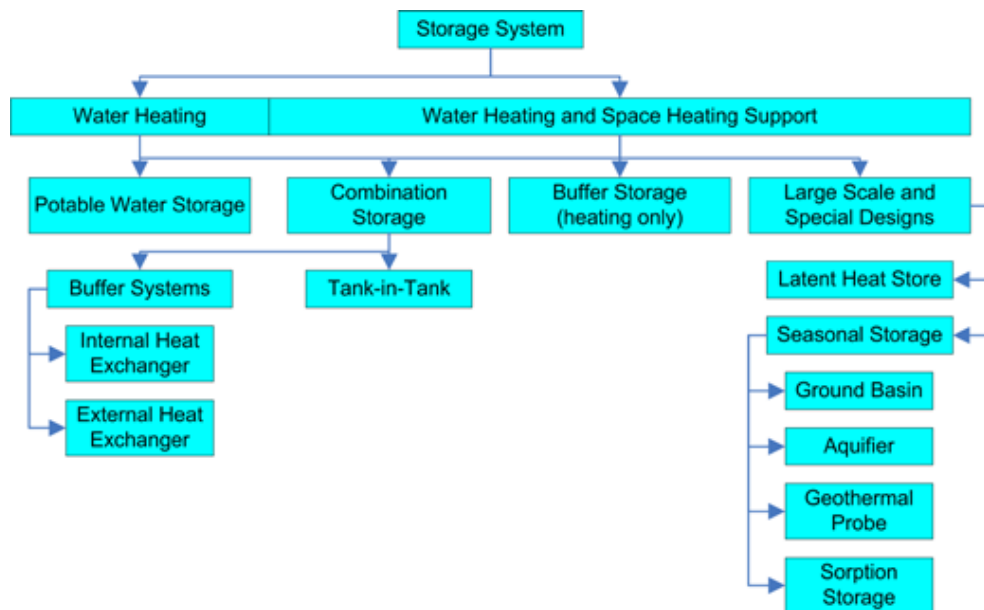 Storage System
Water Heating
Water Heating and Space Heating Support
Potable Water Storage
Combination
Storage
Buffer Storage
(heating only)
Large Scale and
Special Designs
Buffer Systems
Tank-in-Tank
Latent Heat Store
Internal Heat
Exchanger
Seasonal Storage
External Heat
Exchanger
Ground Basin
Aquifier
Geothermal
Probe
Sorption
Storage